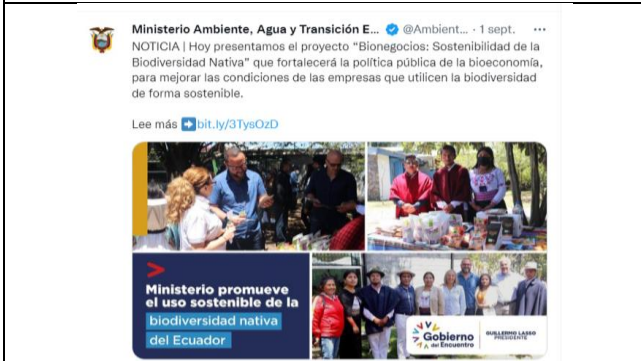 Ministerio Ambiente, Agua y Transición E... @Ambient... · 1 sept. ...
NOTICIA | Hoy presentamos el proyecto “Bionegocios: Sostenibilidad de la
Biodiversidad Nativa” que fortalecerá la política pública de la bioeconomía,
para mejorar las condiciones de las empresas que utilicen la biodiversidad
de forma sostenible.
Lee más ➡ bit.ly/3TysOzD
Ministerio promueve
el uso sostenible de la
biodiversidad nativa
del Ecuador
Gobierno
del Encuentro
GUILLERMO LASSO
PRESIDENTE